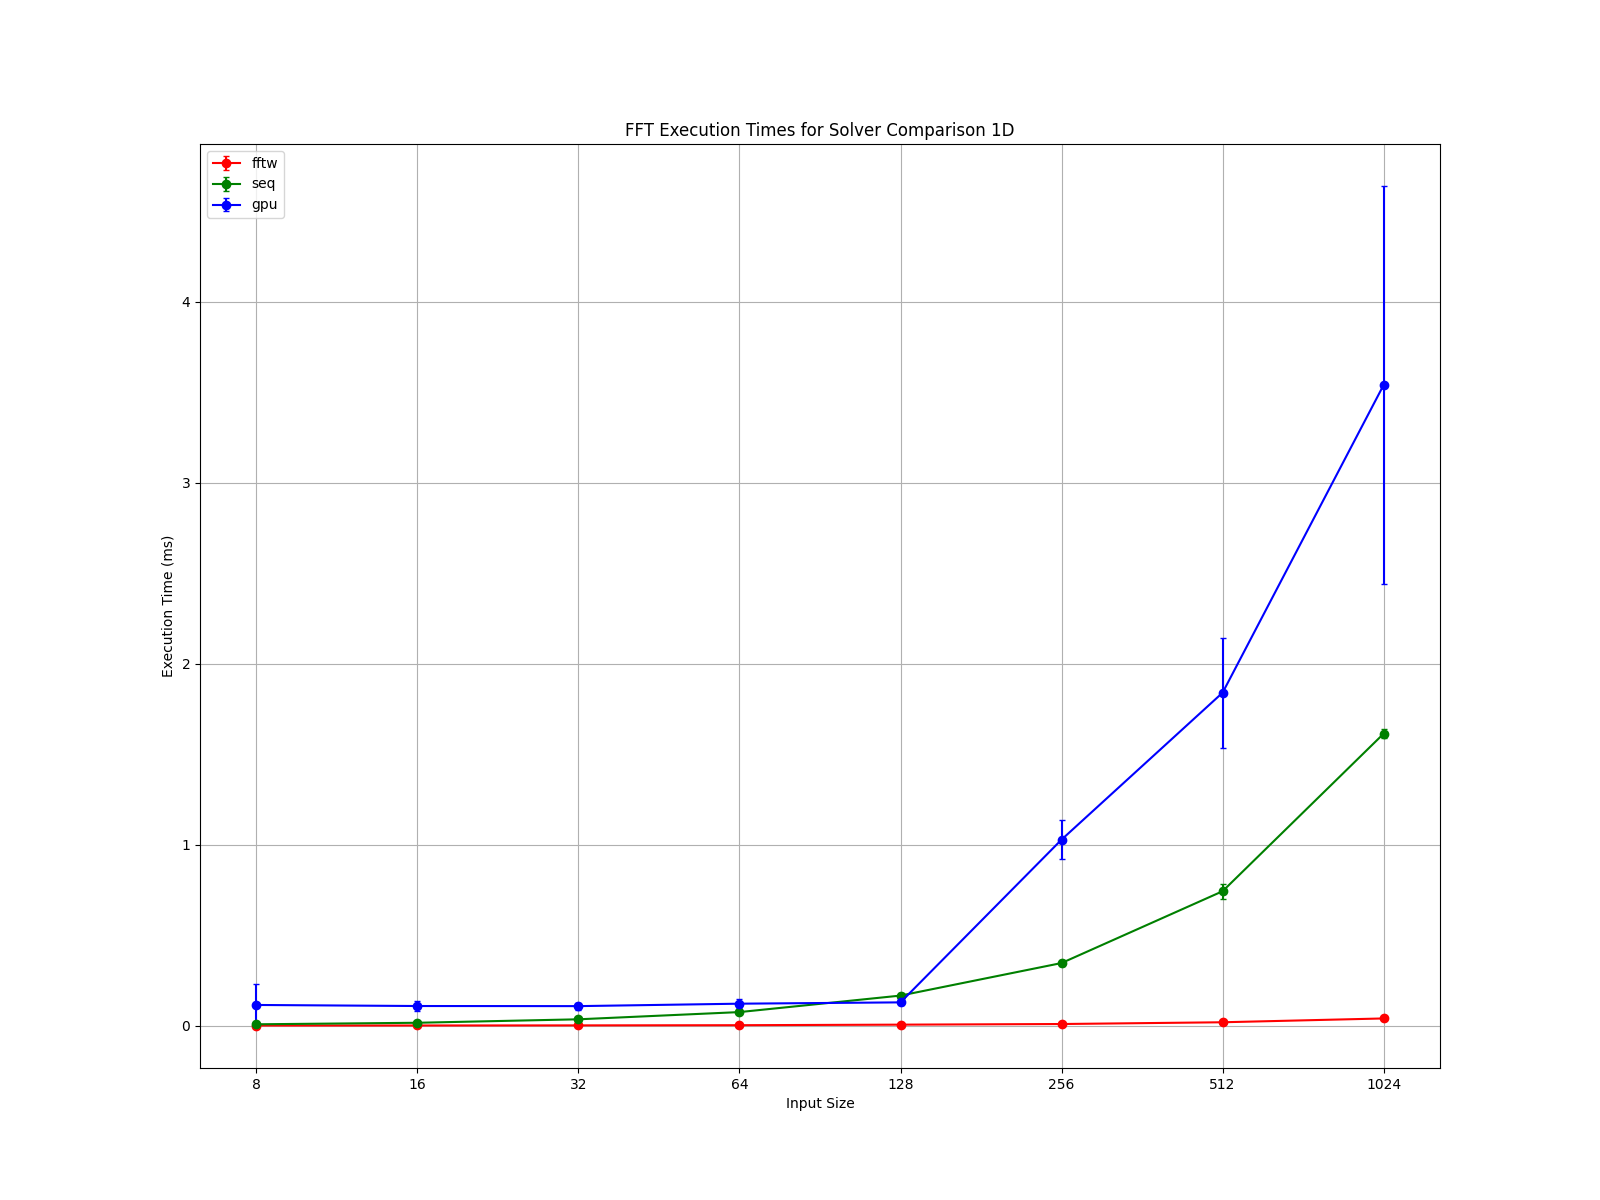 FFT Execution Times for Solver Comparison 1D
fftw
seq
gpu
4
3
2
1
0
Execution Time (ms)
8 16 32 64 128 256 512 1024
Input Size